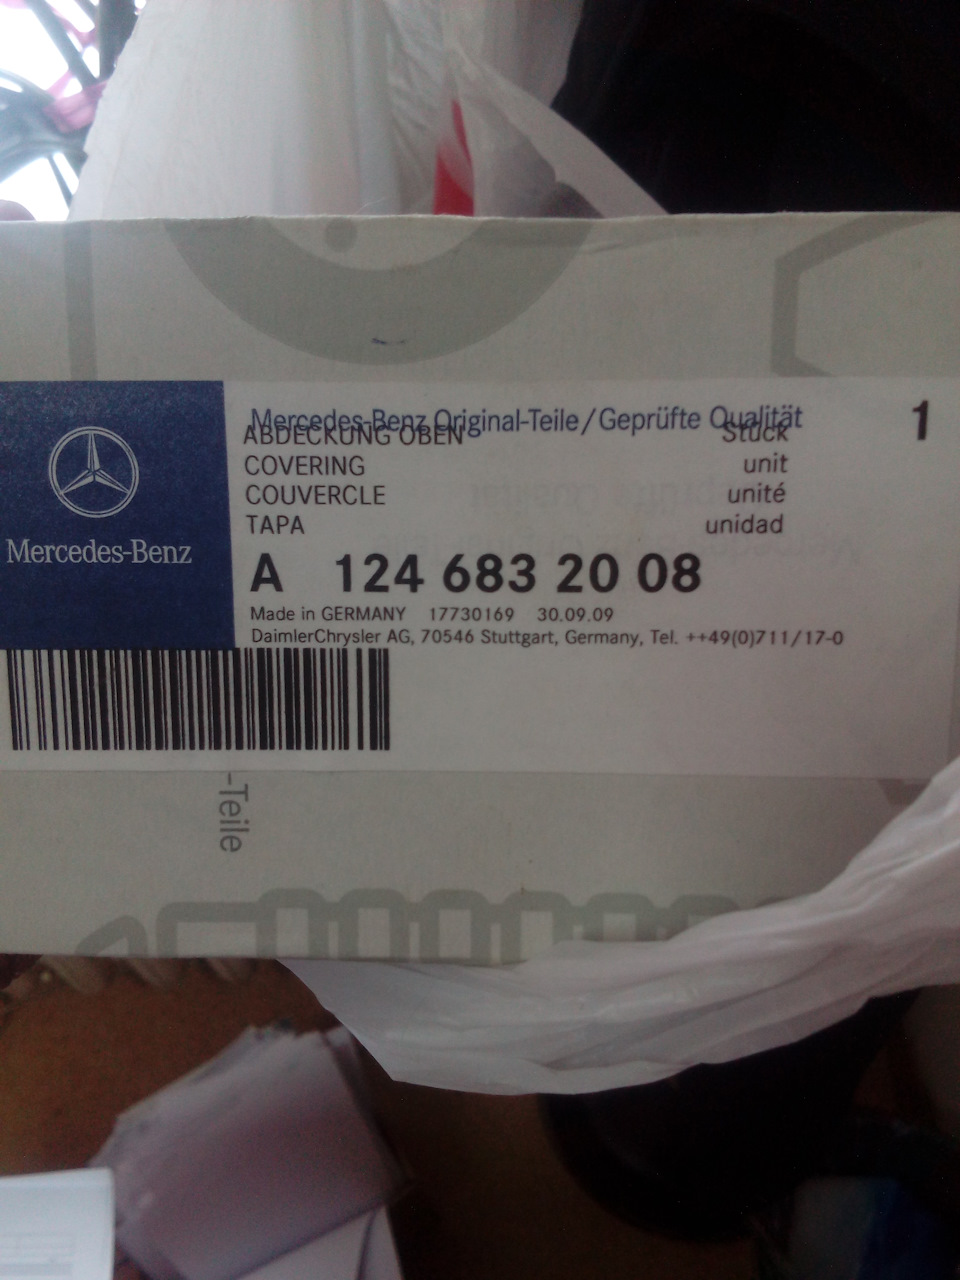 Mercedes-Benz Original-Teile/Geprüfte Qualität
1
ABDECKUNG OBEN Stück
COVERING unit
COUVERCLE unité
TAPA unidad
Mercedes-Benz
A 124 683 20 08
Made in GERMANY 17730169 30.09.09
DaimlerChrysler AG, 70546 Stuttgart, Germany, Tel. ++49(0)711/17-0
-Teile